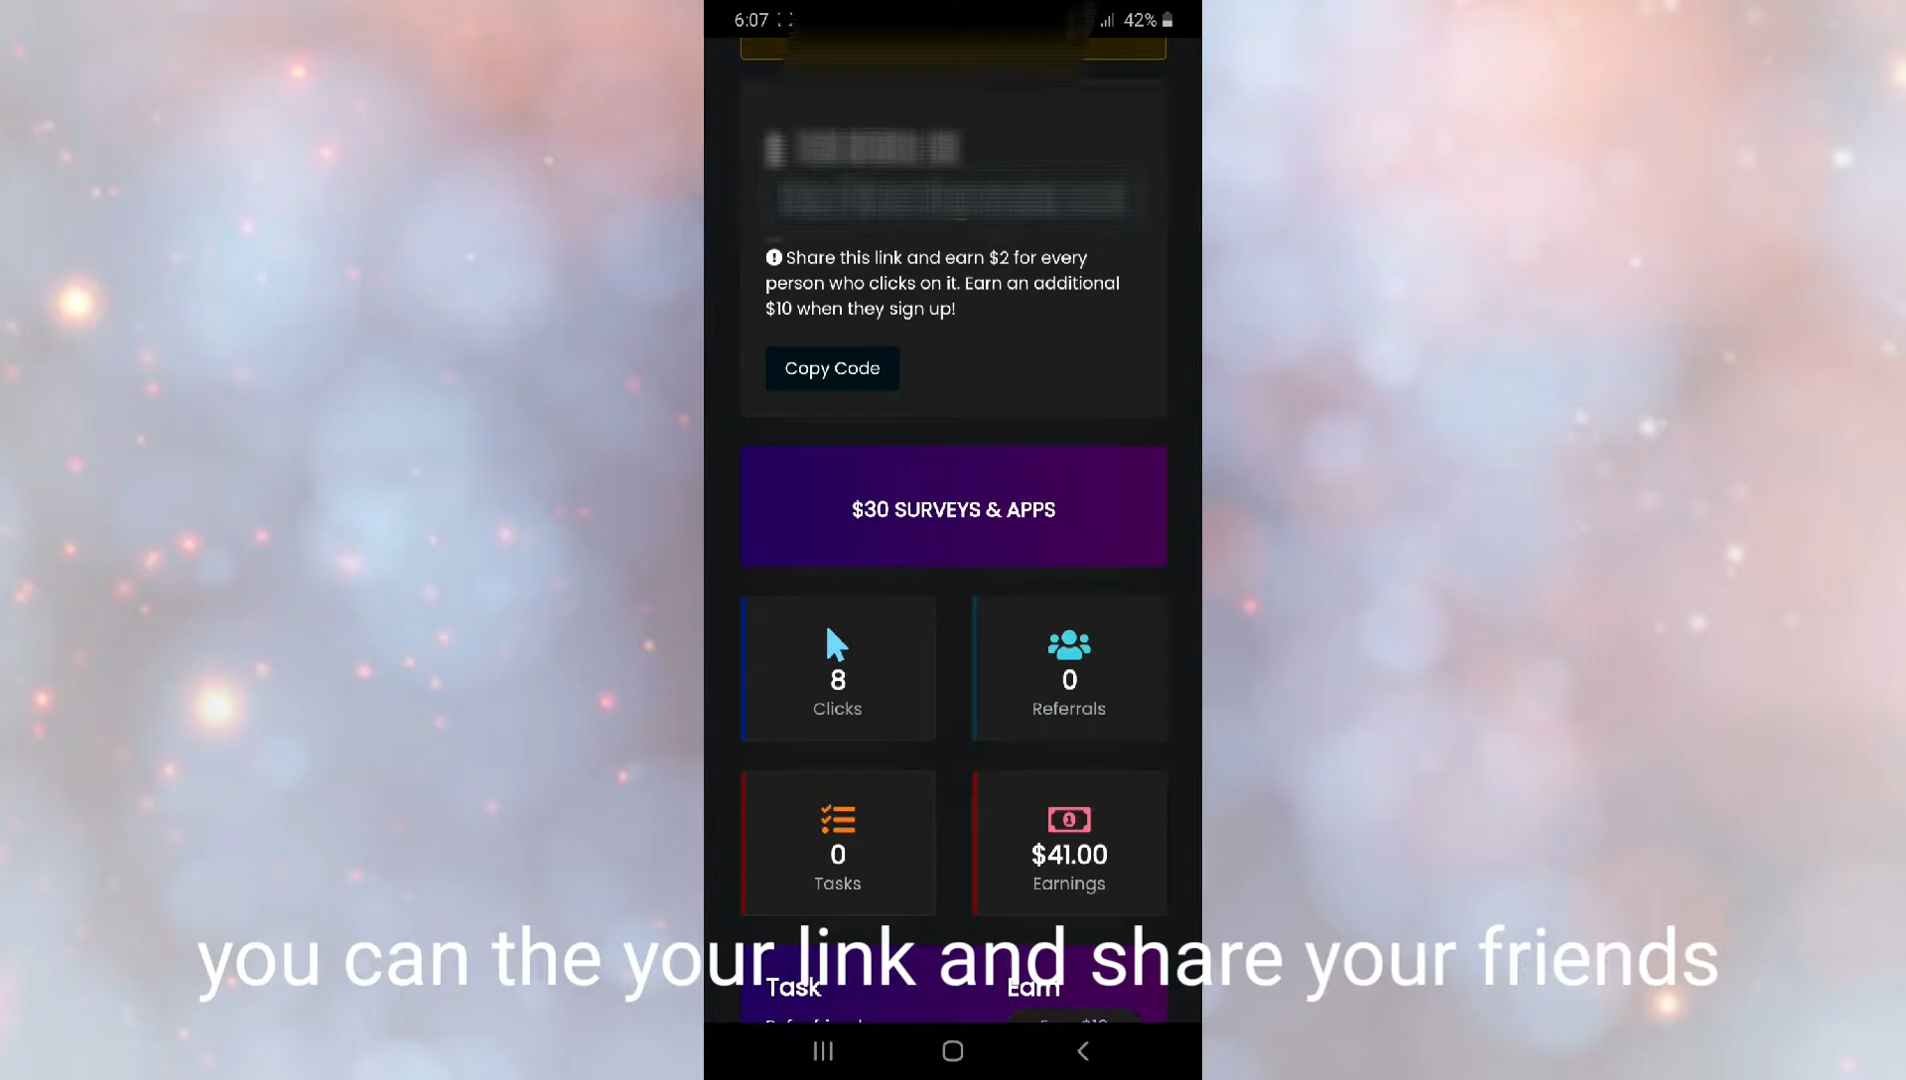 6:07
42%
Share this link and earn $2 for every
person who clicks on it. Earn an additional
$10 when they sign up!
Copy Code
$30 SURVEYS & APPS
8
Clicks
0
Referrals
0
Tasks
$41.00
Earnings
you can the your link and share your friends
Task
Earn